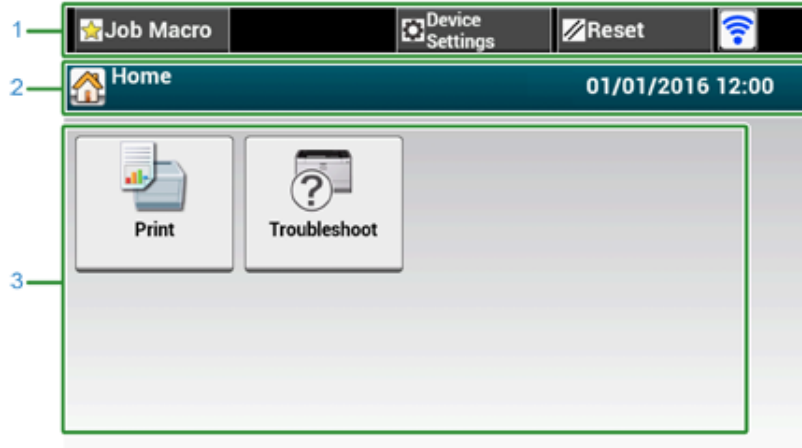 1
Job Macro
Device
Settings
Reset
2
Home
01/01/2016 12:00
3
Print
Troubleshoot